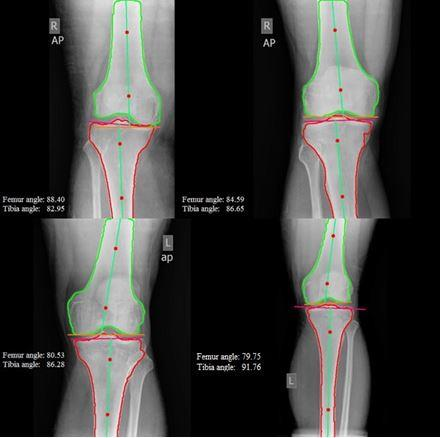 R
AP
Femur angle: 88.40
Tibia angle: 82.95
R
AP
Femur angle: 84.59
Tibia angle: 86.65
L
ap
Femur angle: 80.53
Tibia angle: 86.28
Femur angle: 79.75
Tibia angle: 91.76
L